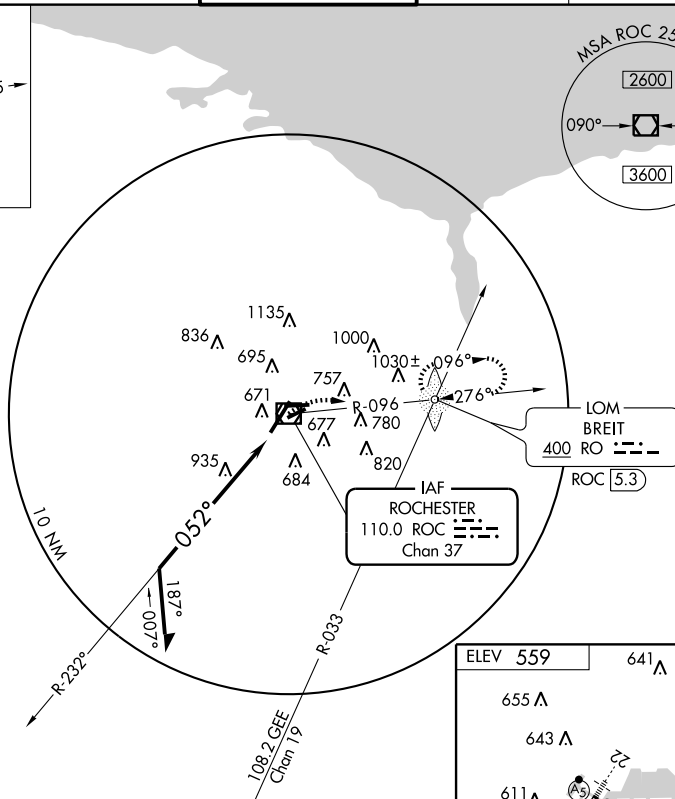 MSA ROC 25
2600
090°
3600
5
1135
836
1000
695
1030±
096°
757
671
R-096
276°
780
677
LOM
BREIT
400 RO
935
684
820
ROC 5.3
IAF
ROCHESTER
110.0 ROC
Chan 37
052°
10 NM
187°
007°
R-033
R-232°
108.2 GEE
Chan 19
ELEV 559
641
655
643
22
611
A5